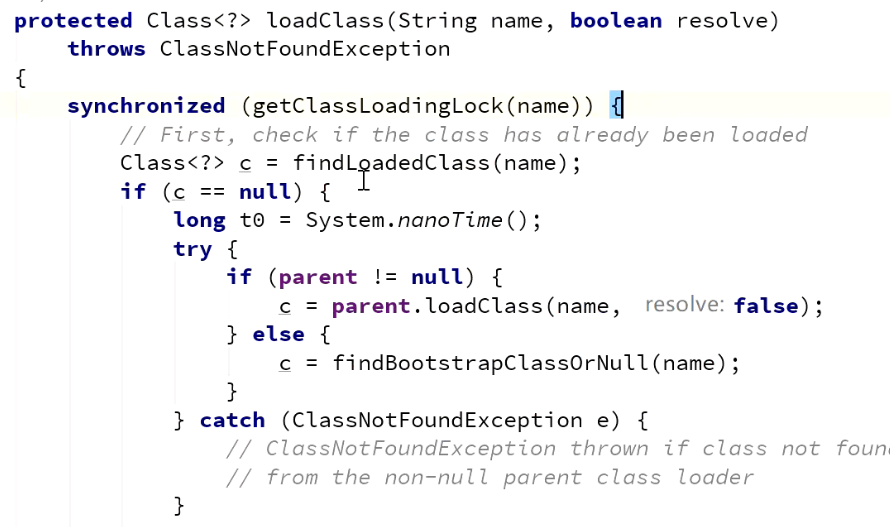 protected Class<?> loadClass(String name, boolean resolve)
throws ClassNotFoundException
{
synchronized (getClassLoadingLock(name)) {
// First, check if the class has already been loaded
Class<?> c = findLoadedClass(name);
if (c == null) {
long t0 = System.nanoTime();
try {
if (parent != null) {
c = parent.loadClass(name, resolve: false);
} else {
c = findBootstrapClassOrNull(name);
}
} catch (ClassNotFoundException e) {
// ClassNotFoundException thrown if class not foun
// from the non-null parent class loader
}